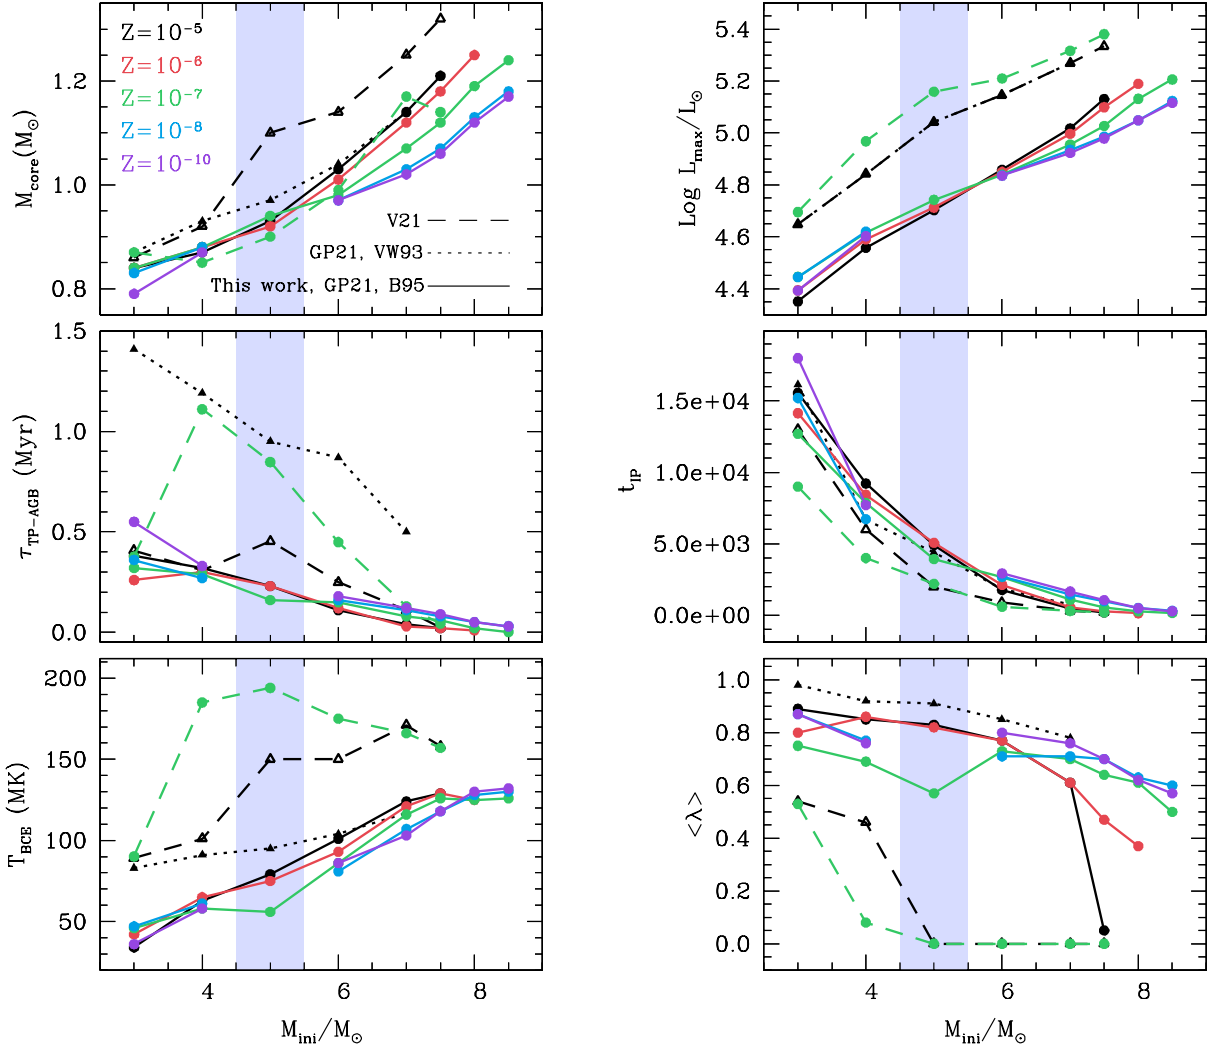 M_core(M_⊙)
1.2
1.0
0.8
Z=10^-5
Z=10^-6
Z=10^-7
Z=10^-8
Z=10^-10
V21
GP21, VW93
This work, GP21, B95
Log L_max/L_⊙
5.4
5.2
5.0
4.8
4.6
4.4
τ_TP-AGB (Myr)
1.5
1.0
0.5
0.0
t_IP
1.5e+04
1.0e+04
5.0e+03
0.0e+00
T_BCE (MK)
200
150
100
50
4 6 8
M_ini/M_⊙
<λ>
1.0
0.8
0.6
0.4
0.2
0.0
4 6 8
M_ini/M_⊙